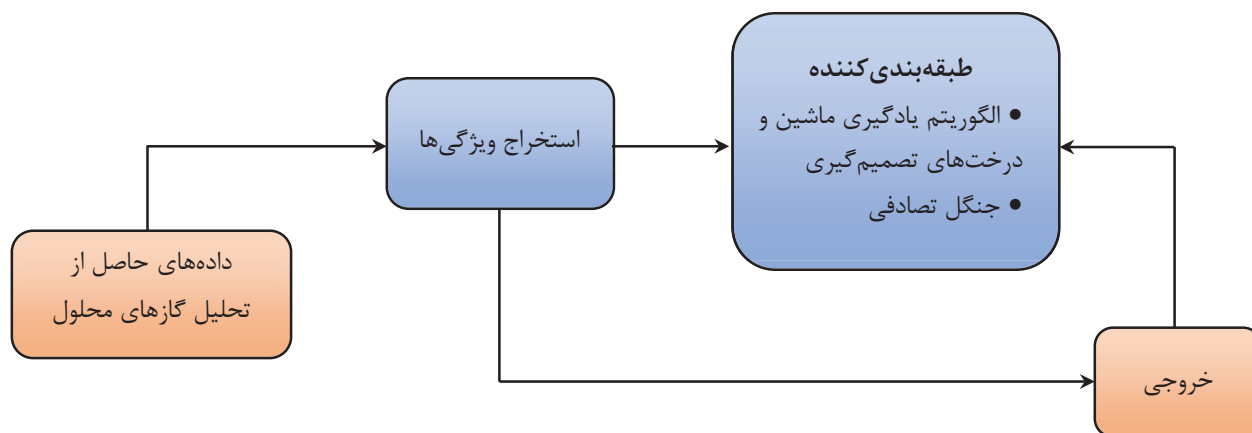 طبقه‌بندی‌کننده
• الگوریتم یادگیری ماشین و
درخت‌های تصمیم‌گیری
• جنگل تصادفی
استخراج ویژگی‌ها
داده‌های حاصل از
تحلیل گازهای محلول
خروجی